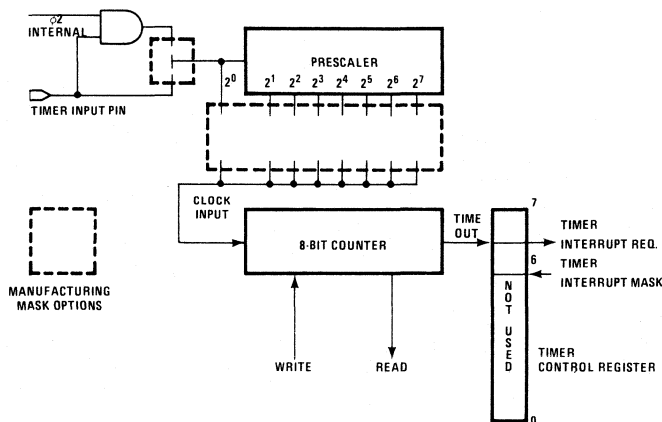 φ2
INTERNAL
TIMER INPUT PIN
PRESCALER
2⁰ 2¹ 2² 2³ 2⁴ 2⁵ 2⁶ 2⁷
CLOCK
INPUT
8-BIT COUNTER
TIME
OUT
7
TIMER
INTERRUPT REQ.
6
TIMER
INTERRUPT MASK
NOT USED
TIMER
CONTROL REGISTER
0
WRITE
READ
MANUFACTURING
MASK OPTIONS